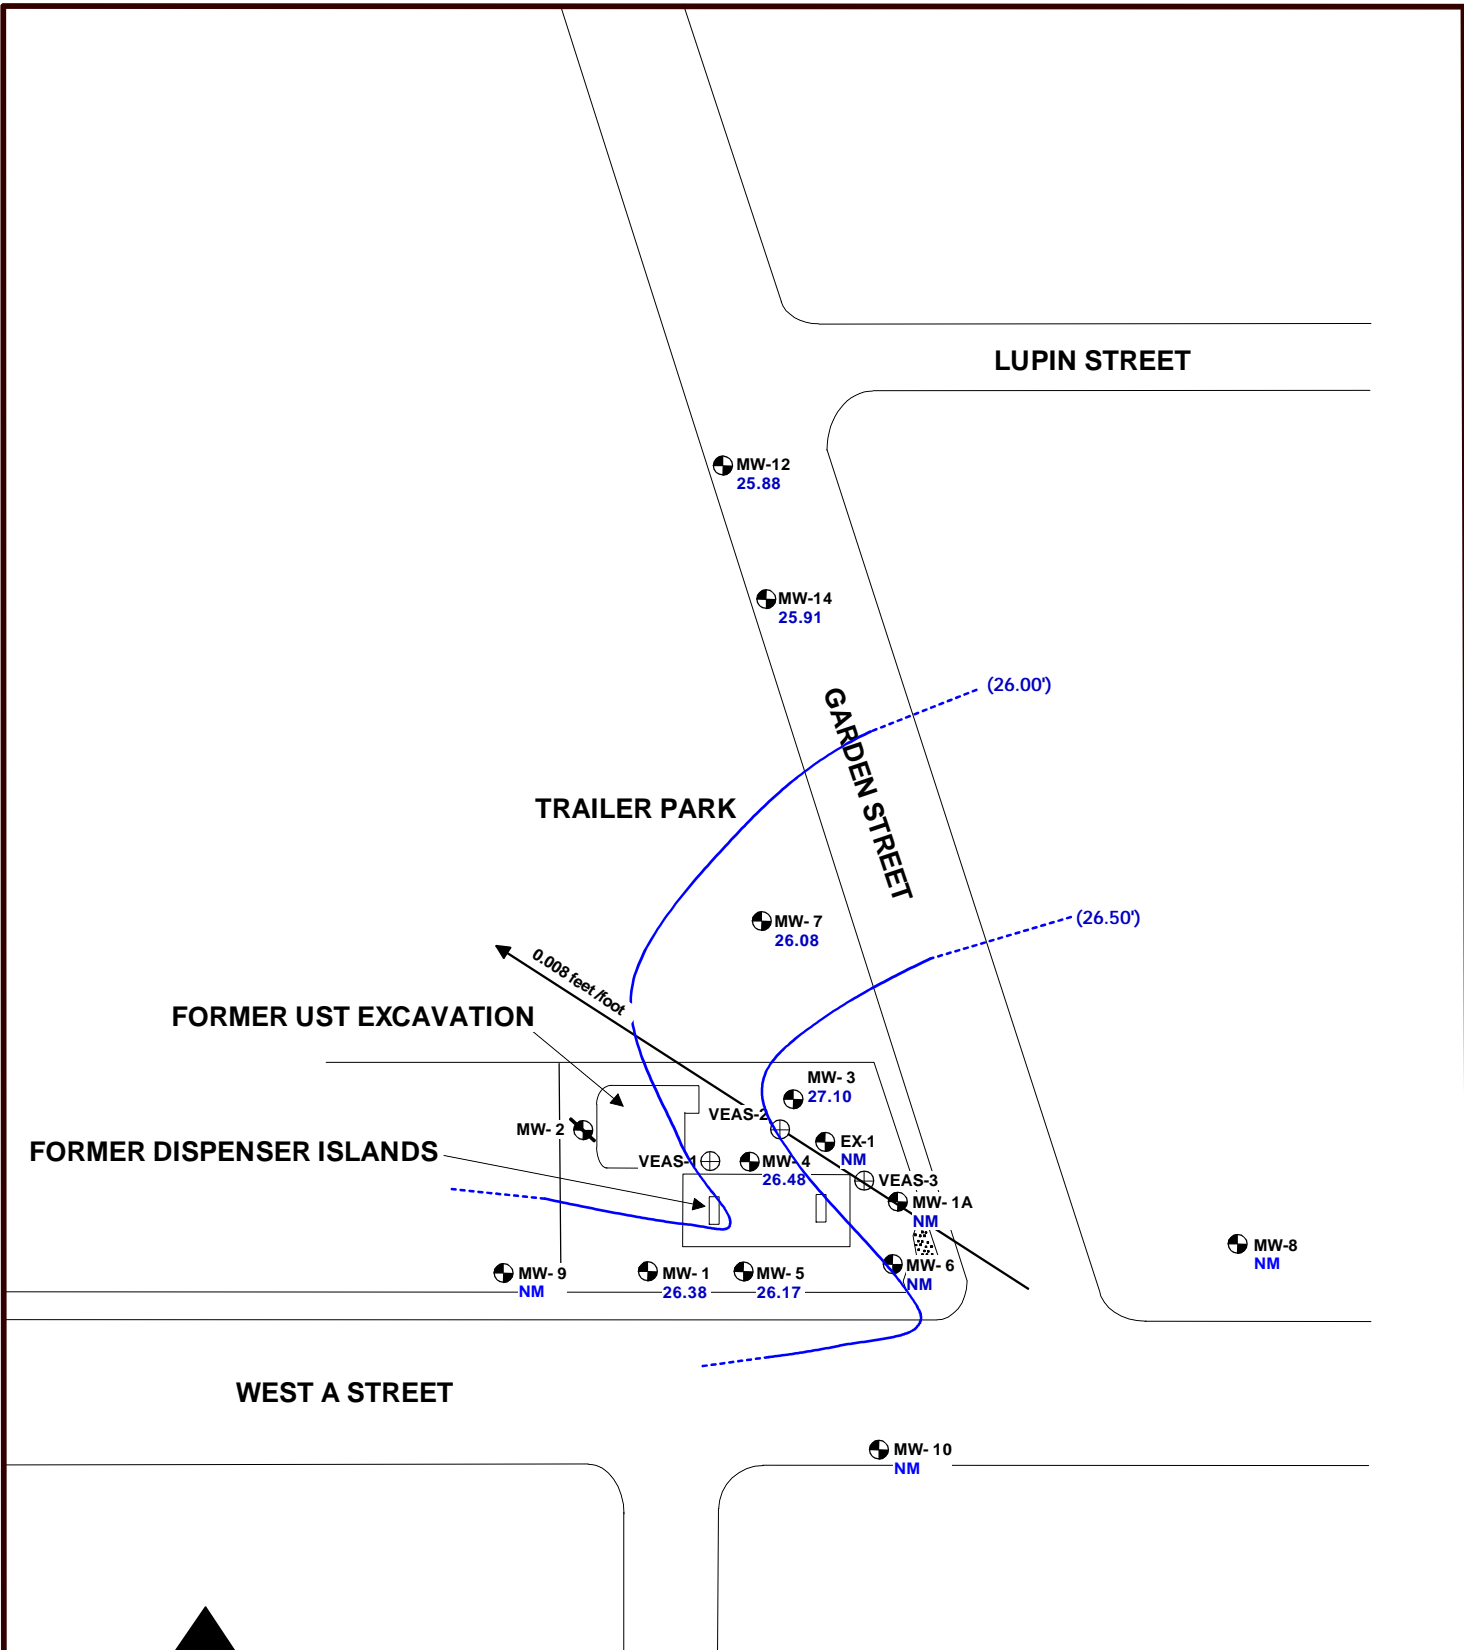 LUPIN STREET
MW-12
25.88
MW-14
25.91
(26.00')
GARDEN STREET
TRAILER PARK
(26.50')
MW- 7
26.08
0.008 feet /foot
FORMER UST EXCAVATION
MW- 3
27.10
VEAS-2
MW- 2
EX-1
NM
FORMER DISPENSER ISLANDS
VEAS-1
MW- 4
26.48
VEAS-3
MW- 1A
NM
MW-8
NM
MW- 6
NM
MW- 9
NM
MW- 1
26.38
MW- 5
26.17
WEST A STREET
MW- 10
NM